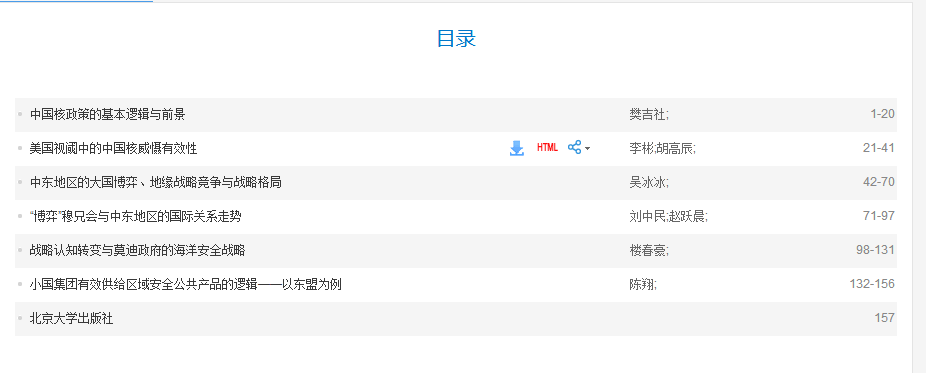 目录
中国核政策的基本逻辑与前景 樊吉社; 1-20
美国视阈中的中国核威慑有效性 HTML 李彬;胡高辰; 21-41
中东地区的大国博弈、地缘战略竞争与战略格局 吴冰冰; 42-70
“博弈”穆兄会与中东地区的国际关系走势 刘中民;赵跃晨; 71-97
战略认知转变与莫迪政府的海洋安全战略 楼春豪; 98-131
小国集团有效供给区域安全公共产品的逻辑——以东盟为例 陈翔; 132-156
北京大学出版社 157